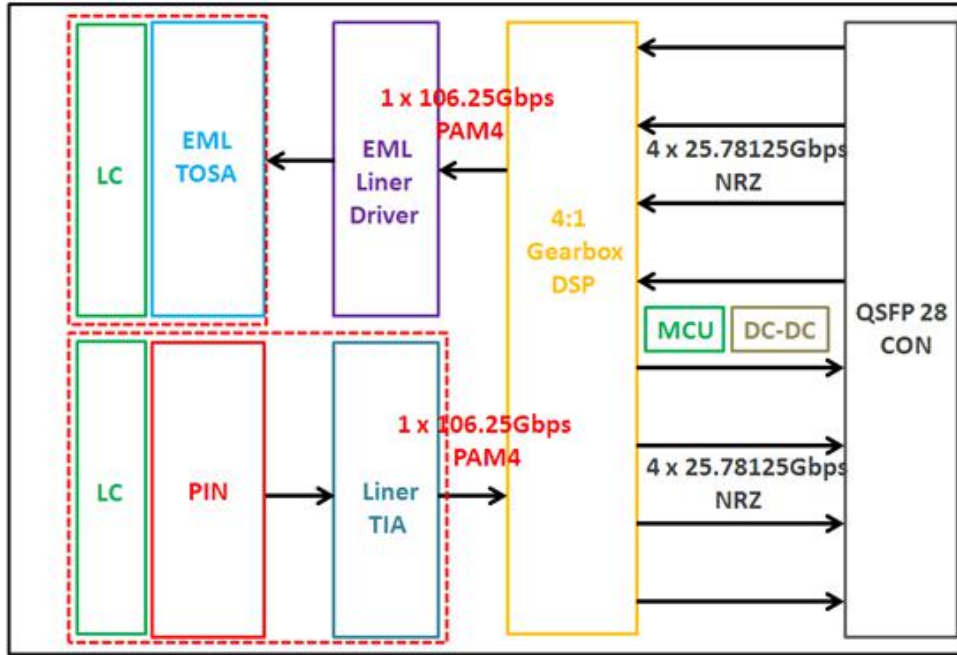 LC
EML
TOSA
EML
Liner
Driver
1 x 106.25Gbps
PAM4
4:1
Gearbox
DSP
4 x 25.78125Gbps
NRZ
MCU
DC-DC
QSFP 28
CON
LC
PIN
Liner
TIA
1 x 106.25Gbps
PAM4
4 x 25.78125Gbps
NRZ